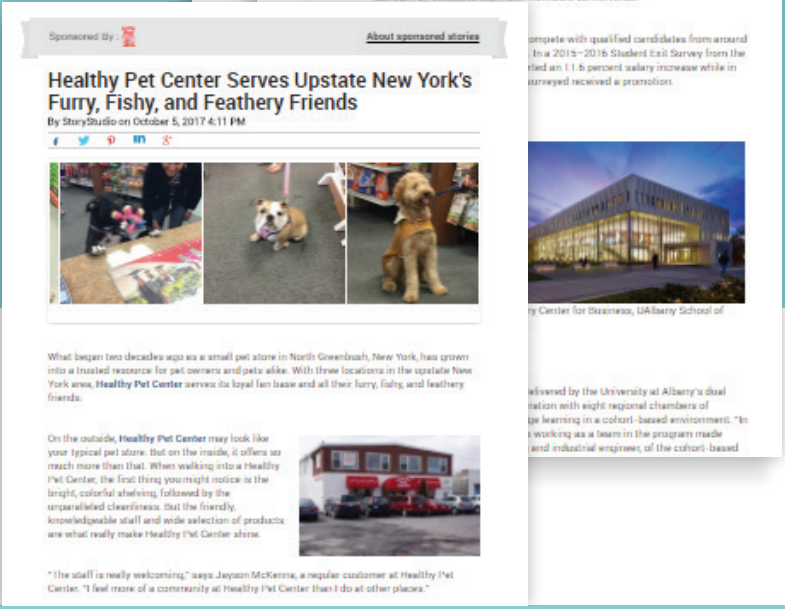 Sponsored By :
About sponsored stories
Healthy Pet Center Serves Upstate New York's
Furry, Fishy, and Feathery Friends
By StoryStudio on October 5, 2017 4:11 PM
What began two decades ago as a small pet store in North Greenbush, New York, has grown
into a trusted resource for pet owners and pets alike. With three locations in the upstate New
York area, Healthy Pet Center serves its loyal fan base and all their furry, fishy, and feathery
friends.
On the outside, Healthy Pet Center may look like
your typical pet store. But on the inside, it offers so
much more than that. When walking into a Healthy
Pet Center, the first thing you might notice is the
bright, colorful shelving, followed by the
unparalleled cleanliness. But the friendly,
knowledgeable staff and wide selection of products
are what really make Healthy Pet Center shine.
"The staff is really welcoming," says Jayson McKenna, a regular customer at Healthy Pet
Center. "I feel more of a community at Healthy Pet Center than I do at other places."
compete with qualified candidates from around
. In a 2015–2016 Student Exit Survey from the
an 11.6 percent salary increase while in
surveyed received a promotion.
Center for Business, UAlbany School of
delivered by the University at Albany's dual
with eight regional chambers of
learning in a cohort-based environment. "In
working as a team in the program made
and industrial engineer, of the cohort-based